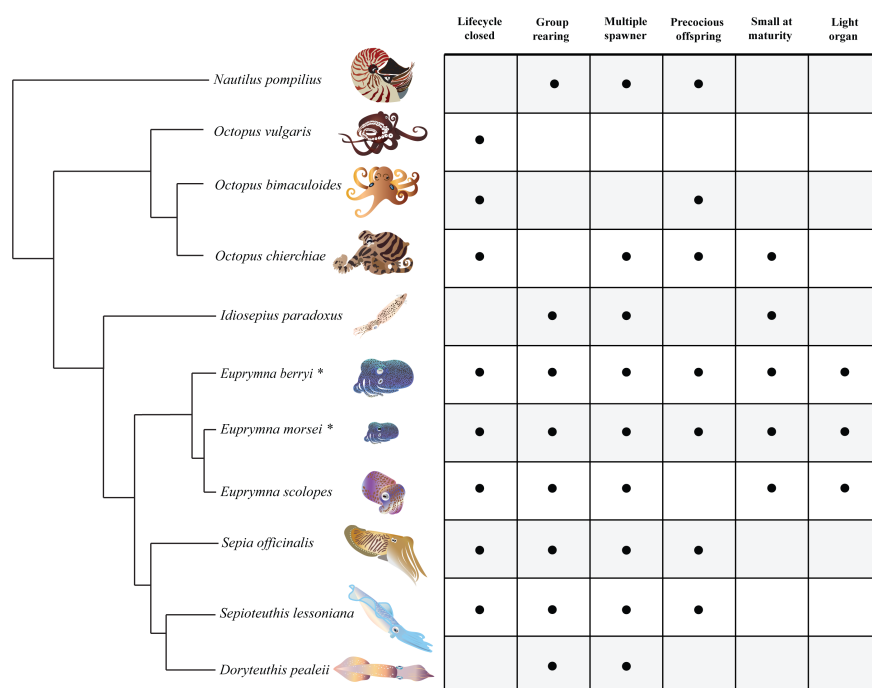 Lifecycle closed
Group rearing
Multiple spawner
Precocious offspring
Small at maturity
Light organ
Nautilus pompilius
Octopus vulgaris
Octopus bimaculoides
Octopus chierchiae
Idiosepius paradoxus
Euprymna berryi *
Euprymna morsei *
Euprymna scolopes
Sepia officinalis
Sepioteuthis lessoniana
Doryteuthis pealeii